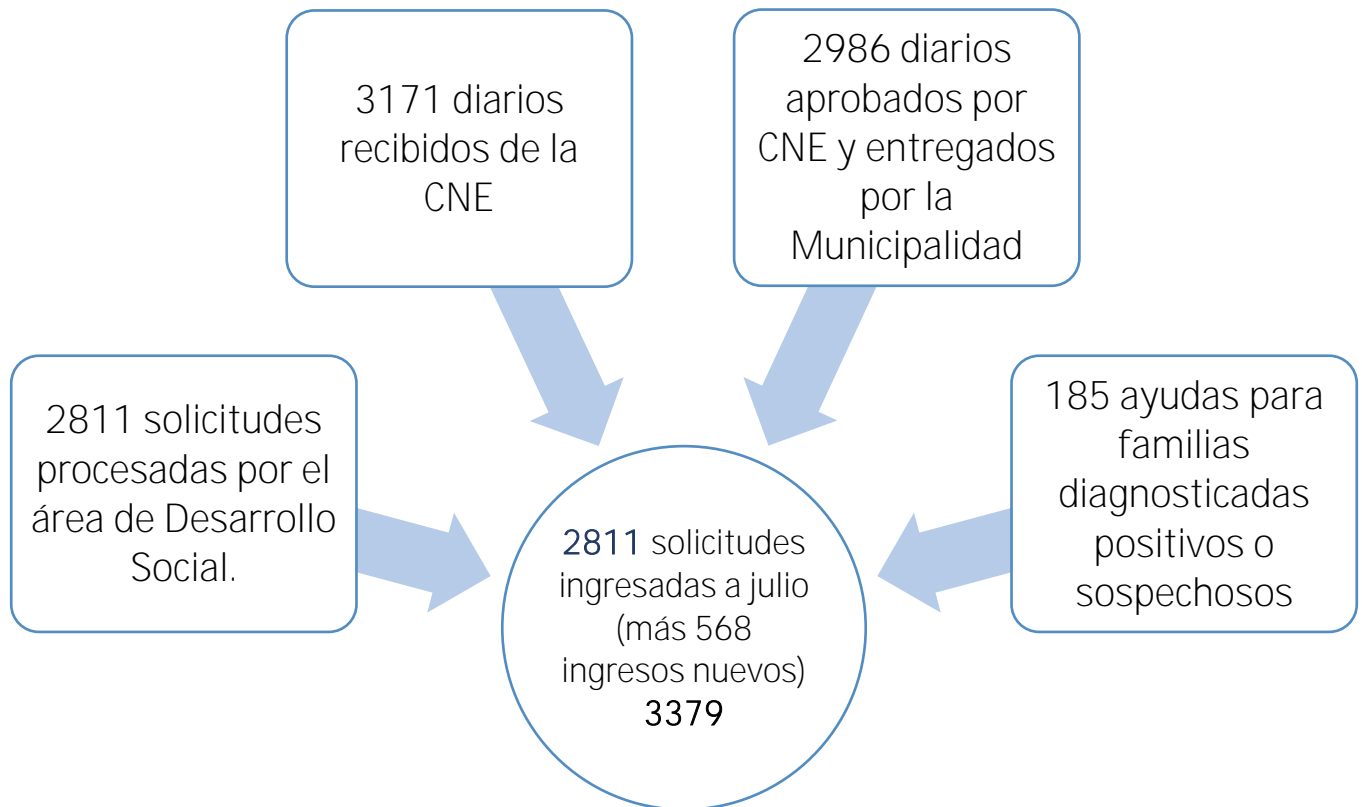 3171 diarios
recibidos de la
CNE
2986 diarios
aprobados por
CNE y entregados
por la
Municipalidad
2811 solicitudes
procesadas por el
área de Desarrollo
Social.
185 ayudas para
familias
diagnosticadas
positivos o
sospechosos
2811 solicitudes
ingresadas a julio
(más 568
ingresos nuevos)
3379